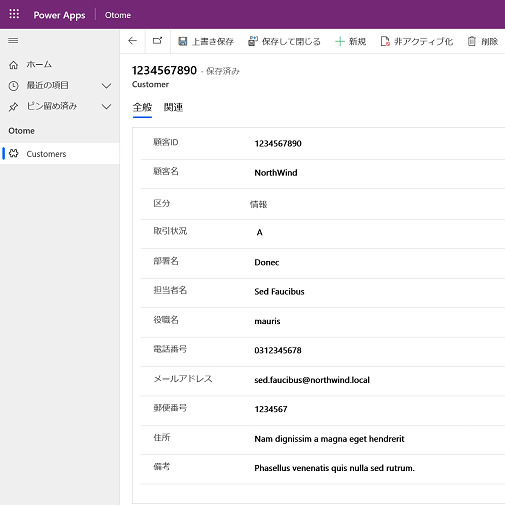 Power Apps Otome
上書き保存 保存して閉じる 新規 非アクティブ化 削除
ホーム
最近の項目
ピン留め済み
Otome
Customers
1234567890 - 保存済み
Customer
全般 関連
顧客ID 1234567890
顧客名 NorthWind
区分 情報
取引状況 A
部署名 Donec
担当者名 Sed Faucibus
役職名 mauris
電話番号 0312345678
メールアドレス sed.faucibus@northwind.local
郵便番号 1234567
住所 Nam dignissim a magna eget hendrerit
備考 Phasellus venenatis quis nulla sed rutrum.